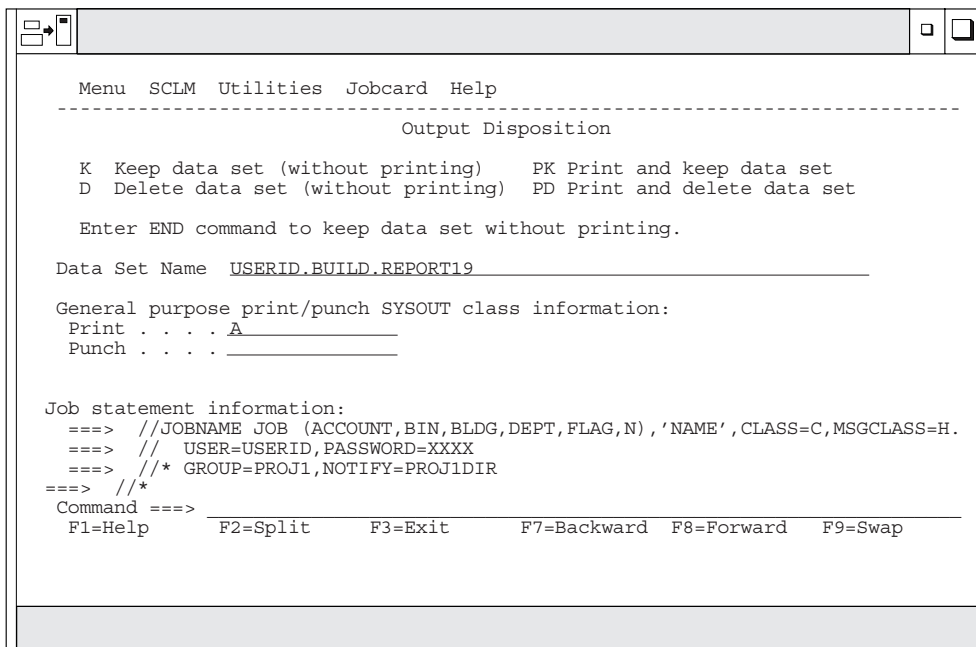 Menu SCLM Utilities Jobcard Help
------------------------------------------------------------------------------
Output Disposition
K Keep data set (without printing) PK Print and keep data set
D Delete data set (without printing) PD Print and delete data set
Enter END command to keep data set without printing.
Data Set Name USERID.BUILD.REPORT19
General purpose print/punch SYSOUT class information:
Print . . . . A
Punch . . . .
Job statement information:
===> //JOBNAME JOB (ACCOUNT,BIN,BLDG,DEPT,FLAG,N),'NAME',CLASS=C,MSGCLASS=H.
===> // USER=USERID,PASSWORD=XXXX
===> //* GROUP=PROJ1,NOTIFY=PROJ1DIR
===> //*
Command ===>
F1=Help F2=Split F3=Exit F7=Backward F8=Forward F9=Swap